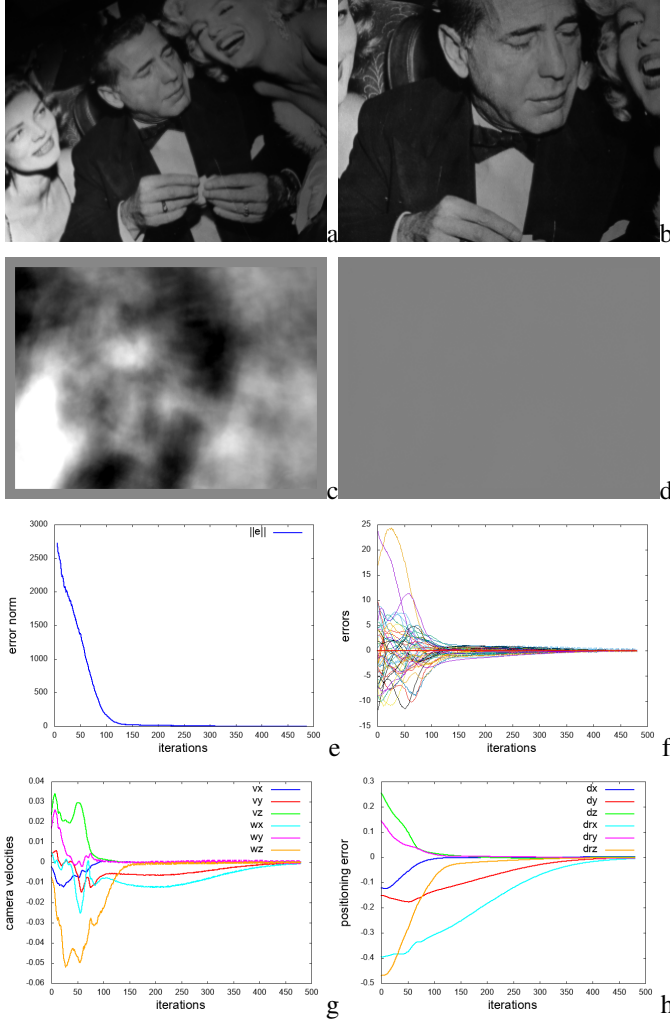 a
b
c
d
3000
2500
2000
1500
1000
500
0
error norm
||e||
0 50 100 150 200 250 300 350 400 450 500
iterations
e
25
20
15
10
5
0
-5
-10
-15
errors
0 50 100 150 200 250 300 350 400 450 500
iterations
f
0.04
0.03
0.02
0.01
0
-0.01
-0.02
-0.03
-0.04
-0.05
-0.06
camera velocities
vx
vy
vz
wx
wy
wz
0 50 100 150 200 250 300 350 400 450 500
iterations
g
0.3
0.2
0.1
0
-0.1
-0.2
-0.3
-0.4
-0.5
positioning error
dx
dy
dz
drx
dry
drz
0 50 100 150 200 250 300 350 400 450 500
iterations
h